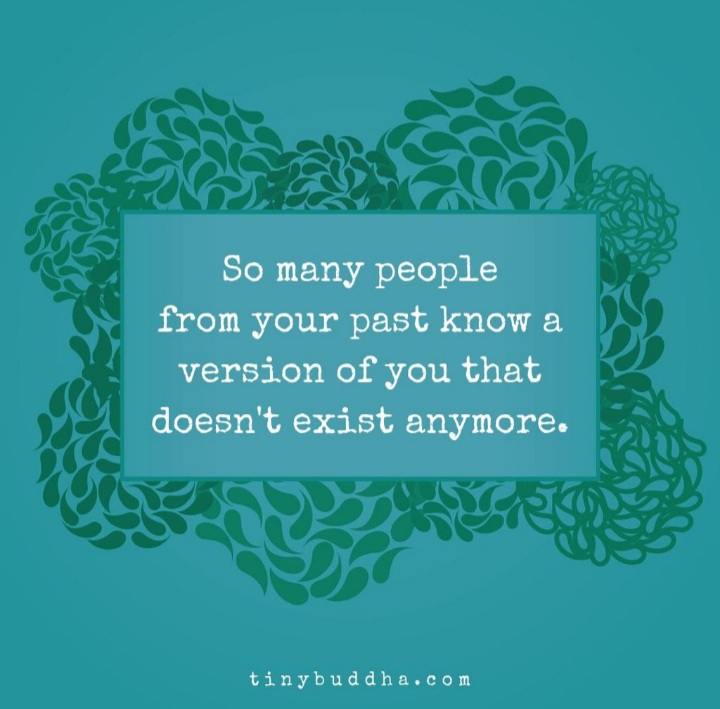 So many people
from your past know a
version of you that
doesn't exist anymore.
tinybuddha.com